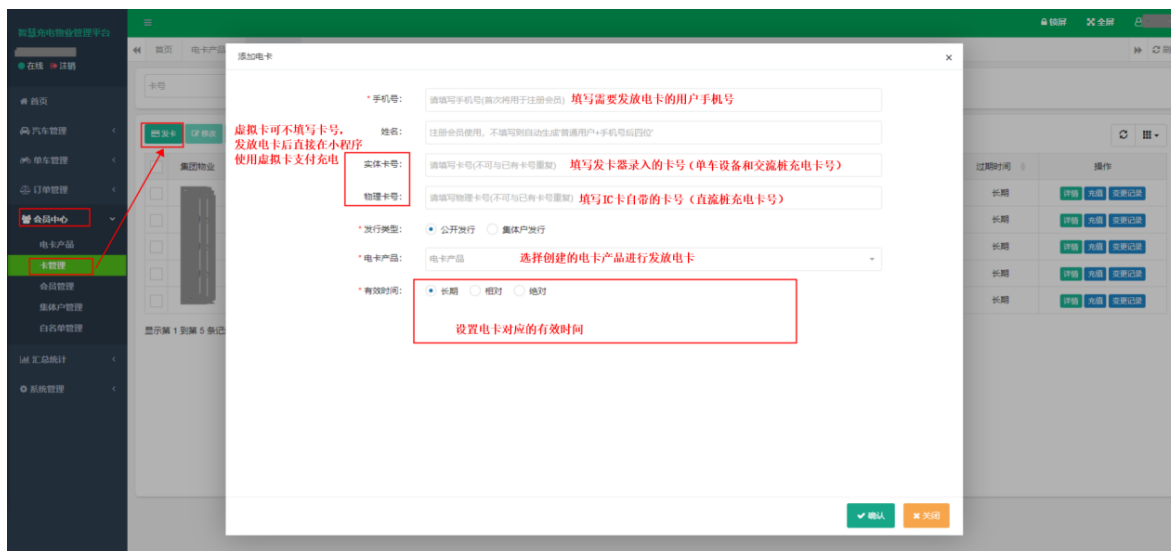 智慧充电物业管理平台
锁屏 全屏
在线 注销
首页 电卡产品
添加电卡
×
卡号
首页
汽车管理
单车管理
订单管理
会员中心
电卡产品
卡管理
会员管理
集体户管理
白名单管理
汇总统计
系统管理
发卡 修改
集团物业
过期时间 操作
长期 详情 充值 变更记录
长期 详情 充值 变更记录
长期 详情 充值 变更记录
长期 详情 充值 变更记录
长期 详情 充值 变更记录
显示第 1 到第 5 条记
虚拟卡可不填写卡号，
发放电卡后直接在小程序
使用虚拟卡支付充电
*手机号： 请填写手机号(首次将用于注册会员) 填写需要发放电卡的用户手机号
姓名： 注册会员使用，不填写则自动生成'普通用户+手机号后四位'
实体卡号： 请填写卡号(不可与已有卡号重复) 填写发卡器录入的卡号（单车设备和交流桩充电卡号）
物理卡号： 请填写物理卡号(不可与已有卡号重复) 填写IC卡自带的卡号（直流桩充电卡号）
*发行类型： 公开发行 集体户发行
*电卡产品： 电卡产品 选择创建的电卡产品进行发放电卡
*有效时间： 长期 相对 绝对
设置电卡对应的有效时间
确认 关闭